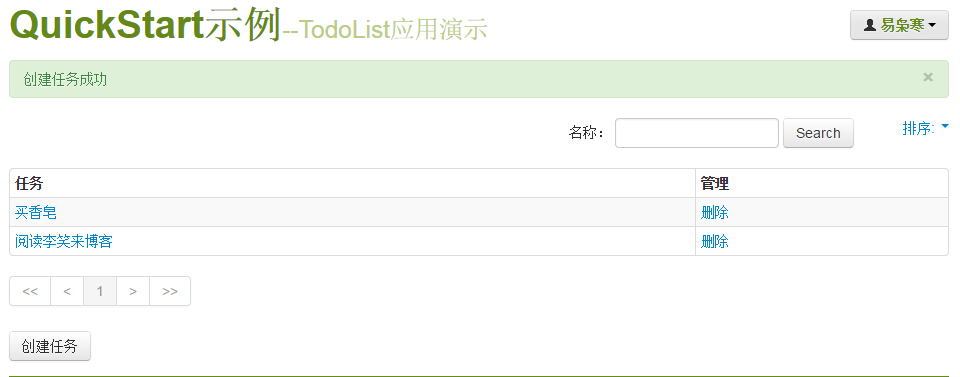 QuickStart示例--TodoList应用演示
易枭寒
创建任务成功 ×
名称: Search 排序:
任务 管理
买香皂 删除
阅读李笑来博客 删除
<< < 1 > >>
创建任务